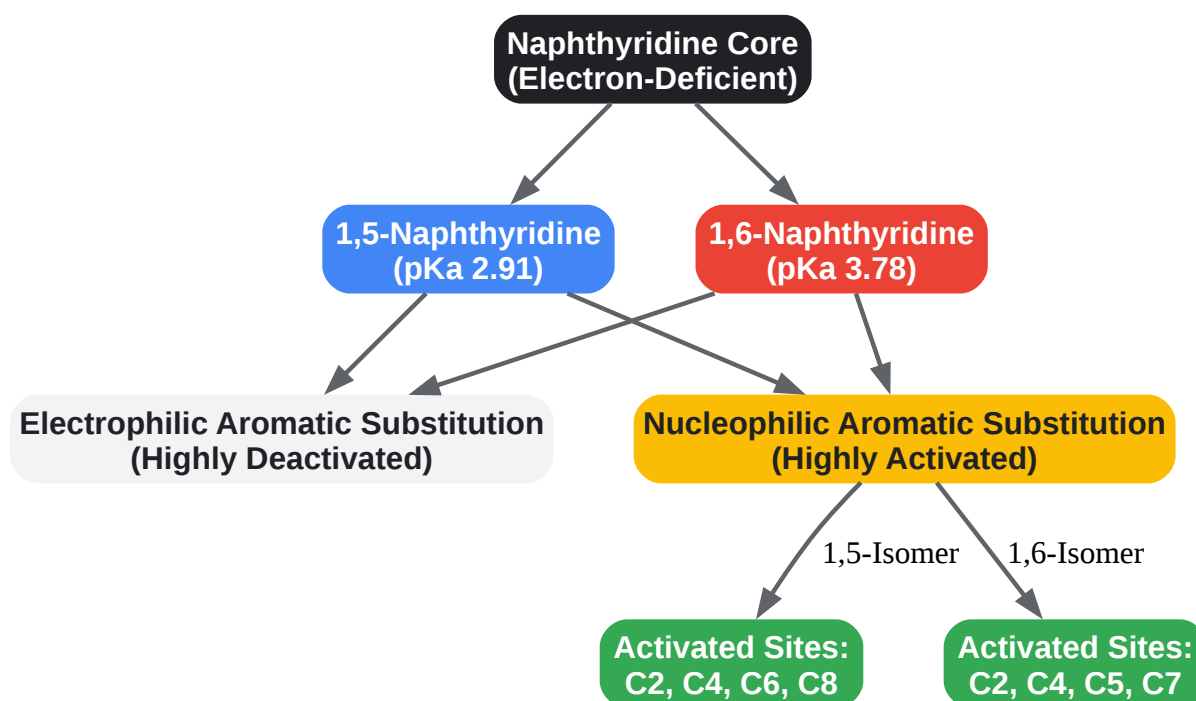 Naphthyridine Core
(Electron-Deficient)
1,5-Naphthyridine
(pKa 2.91)
1,6-Naphthyridine
(pKa 3.78)
Electrophilic Aromatic Substitution
(Highly Deactivated)
Nucleophilic Aromatic Substitution
(Highly Activated)
1,5-Isomer
1,6-Isomer
Activated Sites:
C2, C4, C6, C8
Activated Sites:
C2, C4, C5, C7